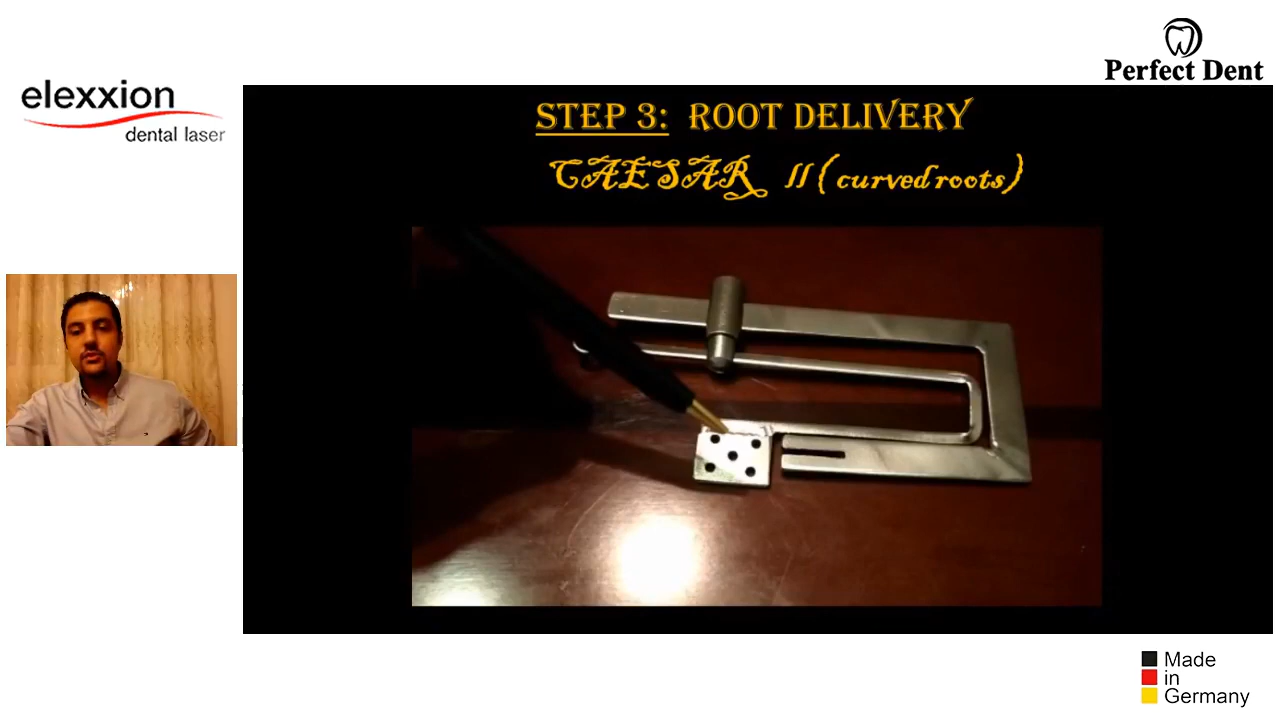 Perfect Dent
elexxion
dental laser
STEP 3: ROOT DELIVERY
CAESAR II (curved roots)
Made
in
Germany